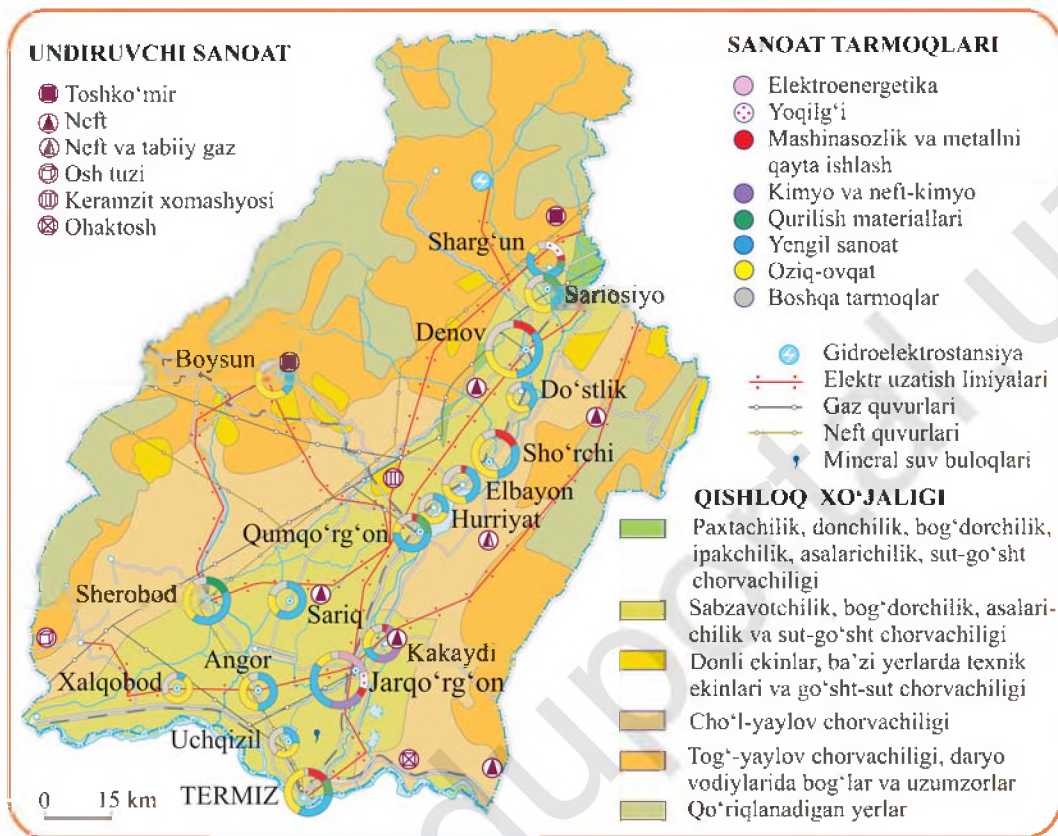 UNDIRUVCHI SANOAT
Toshko‘mir
Neft
Neft va tabiiy gaz
Osh tuzi
Keramzit xomashyosi
Ohaktosh
SANOAT TARMOQLARI
Elektroenergetika
Yoqilg‘i
Mashinasozlik va metallni
qayta ishlash
Kimyo va neft-kimyo
Qurilish materiallari
Yengil sanoat
Oziq-ovqat
Boshqa tarmoqlar
Gidroelektrostansiya
Elektr uzatish liniyalari
Gaz quvurlari
Neft quvurlari
Mineral suv buloqlari
QISHLOQ XO‘JALIGI
Paxtachilik, donchilik, bog‘dorchilik,
ipakchilik, asalarichilik, sut-go‘sht
chorvachiligi
Sabzavotchilik, bog‘dorchilik, asalari-
chilik va sut-go‘sht chorvachiligi
Donli ekinlar, ba’zi yerlarda texnik
ekinlari va go‘sht-sut chorvachiligi
Cho‘l-yaylov chorvachiligi
Tog‘-yaylov chorvachiligi, daryo
vodiylarida bog‘lar va uzumzorlar
Qo‘riqlanadigan yerlar
Sharg‘un
Sariosiyo
Denov
Boysun
Do‘stlik
Sho‘rchi
Elbayon
Hurriyat
Qumqo‘rg‘on
Sherobod
Sariq
Kakaydi
Angor
Jarqo‘rg‘on
Xalqobod
Uchqizil
TERMIZ
0 15 km